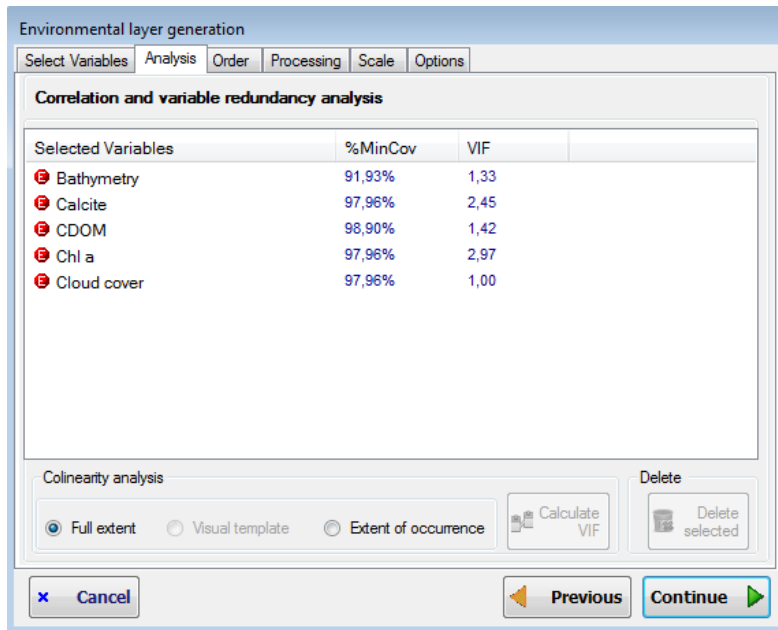 Environmental layer generation
Select Variables Analysis Order Processing Scale Options
Correlation and variable redundancy analysis
Selected Variables %MinCov VIF
E Bathymetry 91,93% 1,33
E Calcite 97,96% 2,45
E CDOM 98,90% 1,42
E Chl a 97,96% 2,97
E Cloud cover 97,96% 1,00
Colinearity analysis Delete
Full extent Visual template Extent of occurrence Calculate VIF Delete selected
Cancel Previous Continue